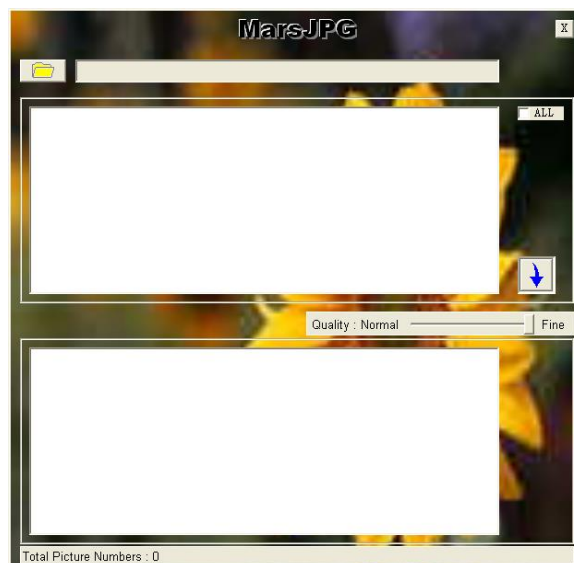 MarsJPG
X
ALL
Quality : Normal Fine
Total Picture Numbers : 0